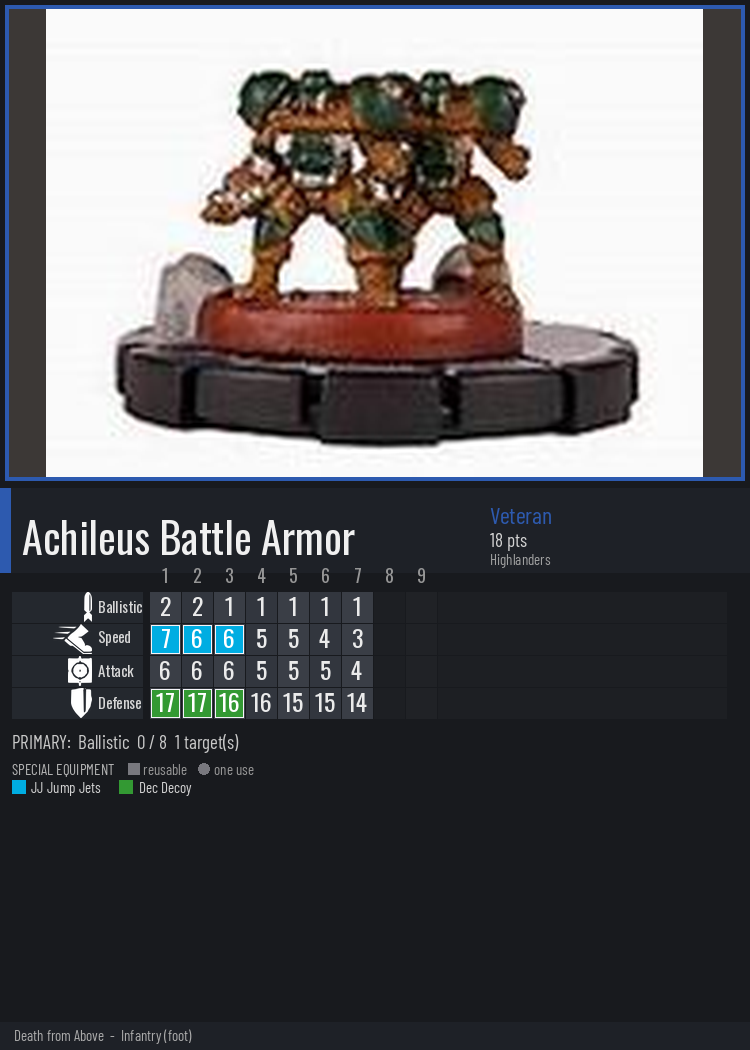 Achileus Battle Armor
Veteran
18 pts
Highlanders
1 2 3 4 5 6 7 8 9
Ballistic 2 2 1 1 1 1 1
Speed 7 6 6 5 5 4 3
Attack 6 6 6 5 5 5 4
Defense 17 17 16 16 15 15 14
PRIMARY: Ballistic 0 / 8 1 target(s)
SPECIAL EQUIPMENT reusable one use
JJ Jump Jets Dec Decoy
Death from Above - Infantry (foot)